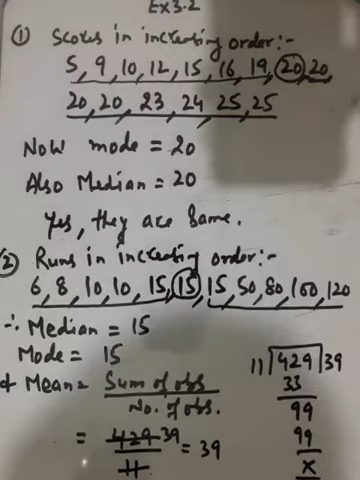 Ex 3.2
① Scores in increasing order:-
5, 9, 10, 12, 15, 16, 19, 20, 20,
20, 20, 23, 24, 25, 25
Now mode = 20
Also Median = 20
Yes, they are same.
② Runs in increasing order:-
6, 8, 10, 10, 15, 15, 15, 50, 80, 100, 120
∴ Median = 15
Mode = 15
& Mean = Sum of obs / No. of obs.
= 429 39 / 11 = 39
11) 429 (39
33
99
99
x